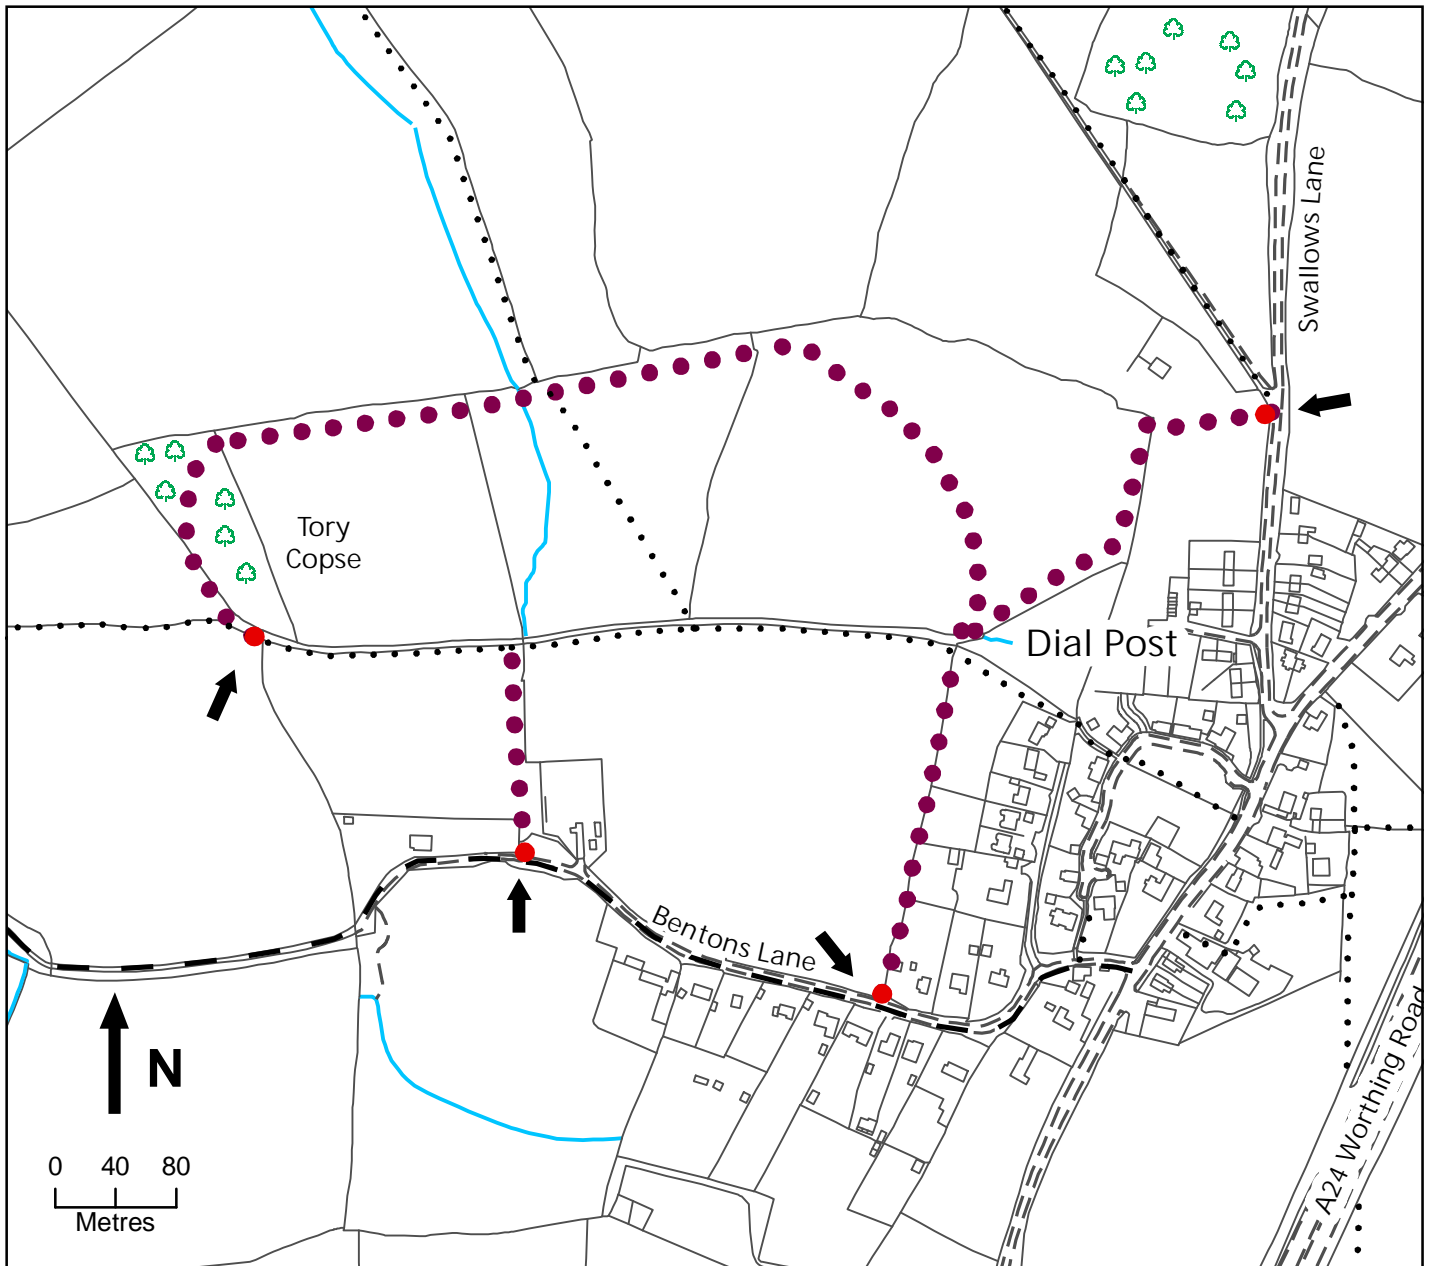 Swallows Lane
Tory
Copse
Dial Post
Bentons Lane
N
A24 Worthing Road
0 40 80
Metres